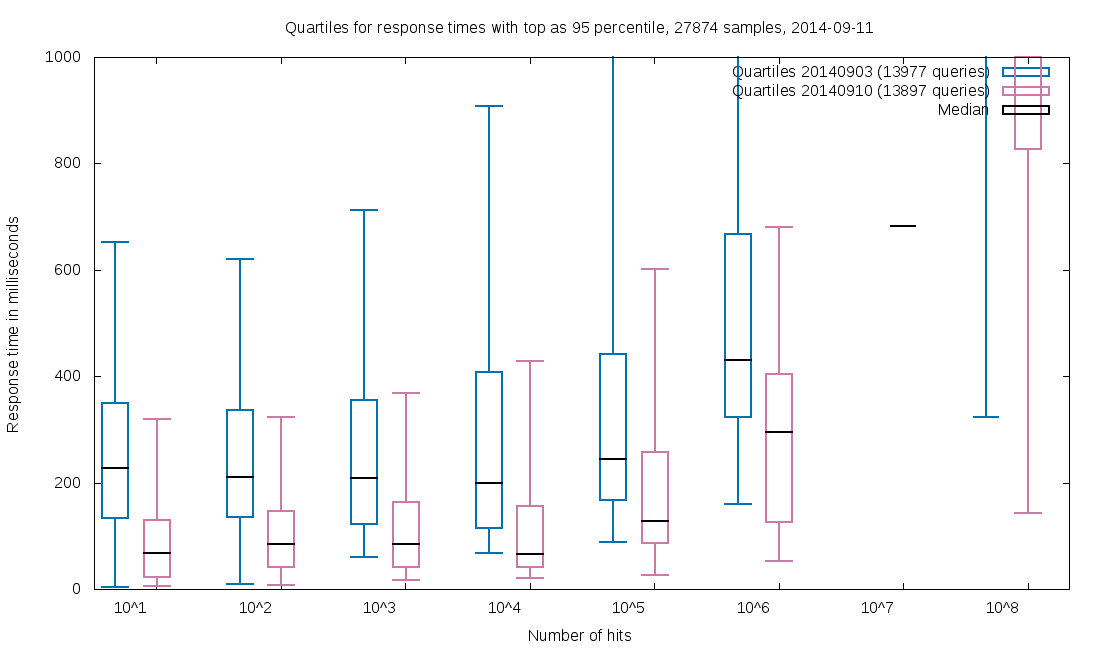 Quartiles for response times with top as 95 percentile, 27874 samples, 2014-09-11
1000
800
600
400
200
0
Response time in milliseconds
Quartiles 20140903 (13977 queries)
Quartiles 20140910 (13897 queries)
Median
10^1 10^2 10^3 10^4 10^5 10^6 10^7 10^8
Number of hits